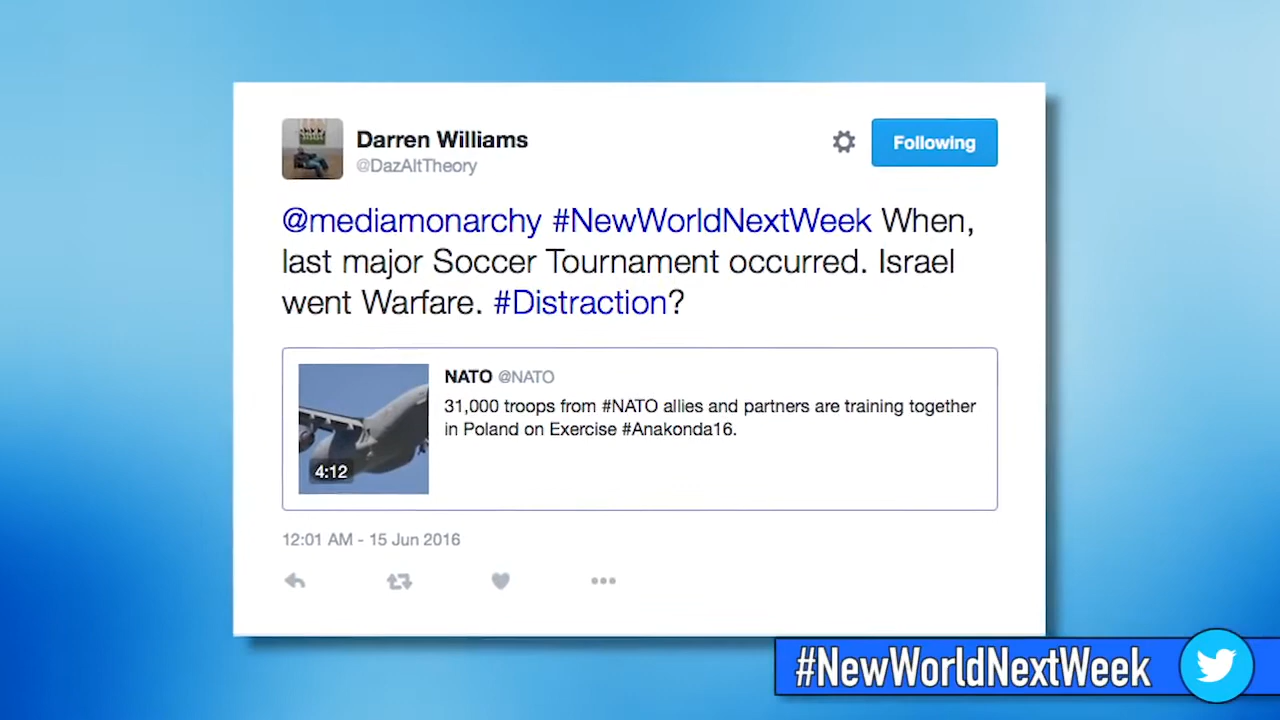 Darren Williams
@DazAltTheory
Following
@mediamonarchy #NewWorldNextWeek When,
last major Soccer Tournament occurred. Israel
went Warfare. #Distraction?
NATO @NATO
31,000 troops from #NATO allies and partners are training together
in Poland on Exercise #Anakonda16.
4:12
12:01 AM - 15 Jun 2016
#NewWorldNextWeek